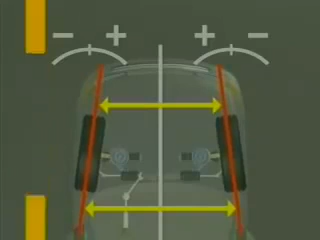 − + + −